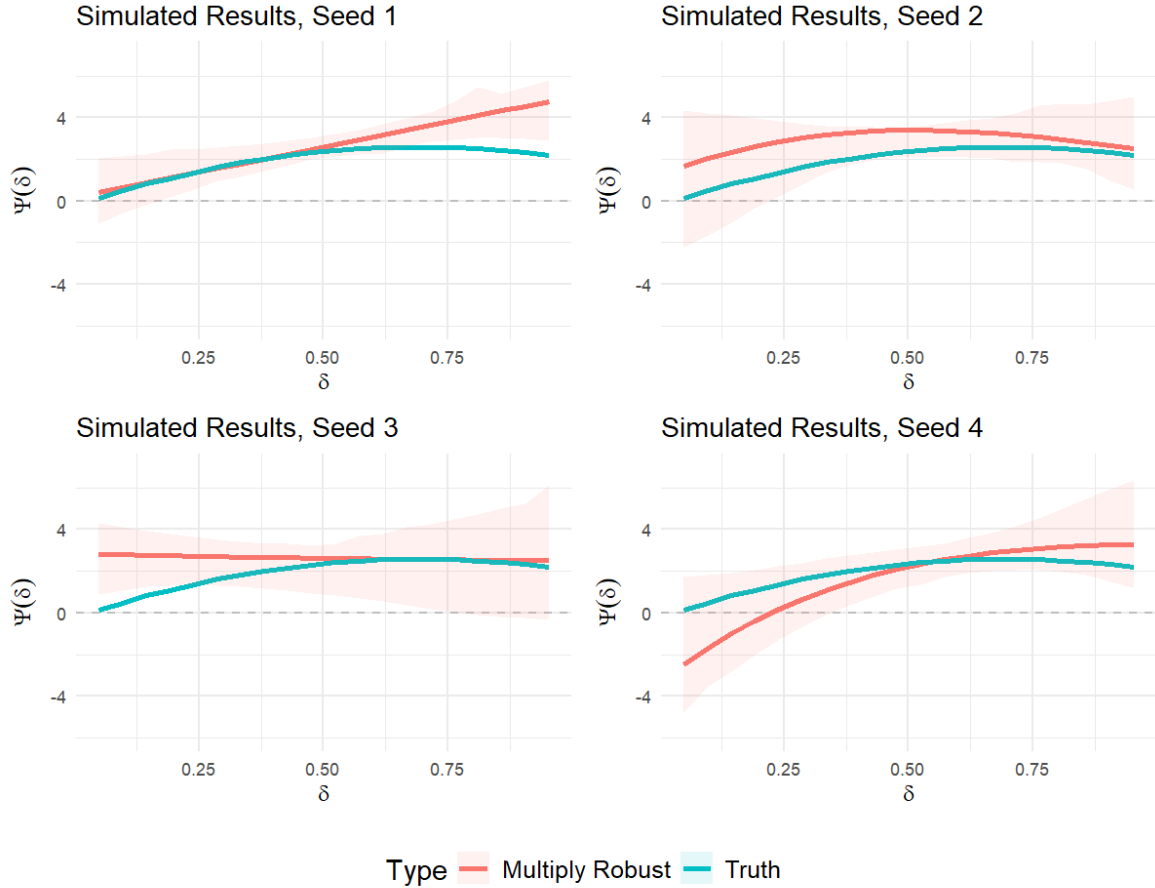 Simulated Results, Seed 1
Simulated Results, Seed 2
4
0
-4
Ψ(δ)
0.25 0.50 0.75
δ
4
0
-4
Ψ(δ)
0.25 0.50 0.75
δ
Simulated Results, Seed 3
Simulated Results, Seed 4
4
0
-4
Ψ(δ)
0.25 0.50 0.75
δ
4
0
-4
Ψ(δ)
0.25 0.50 0.75
δ
Type Multiply Robust Truth